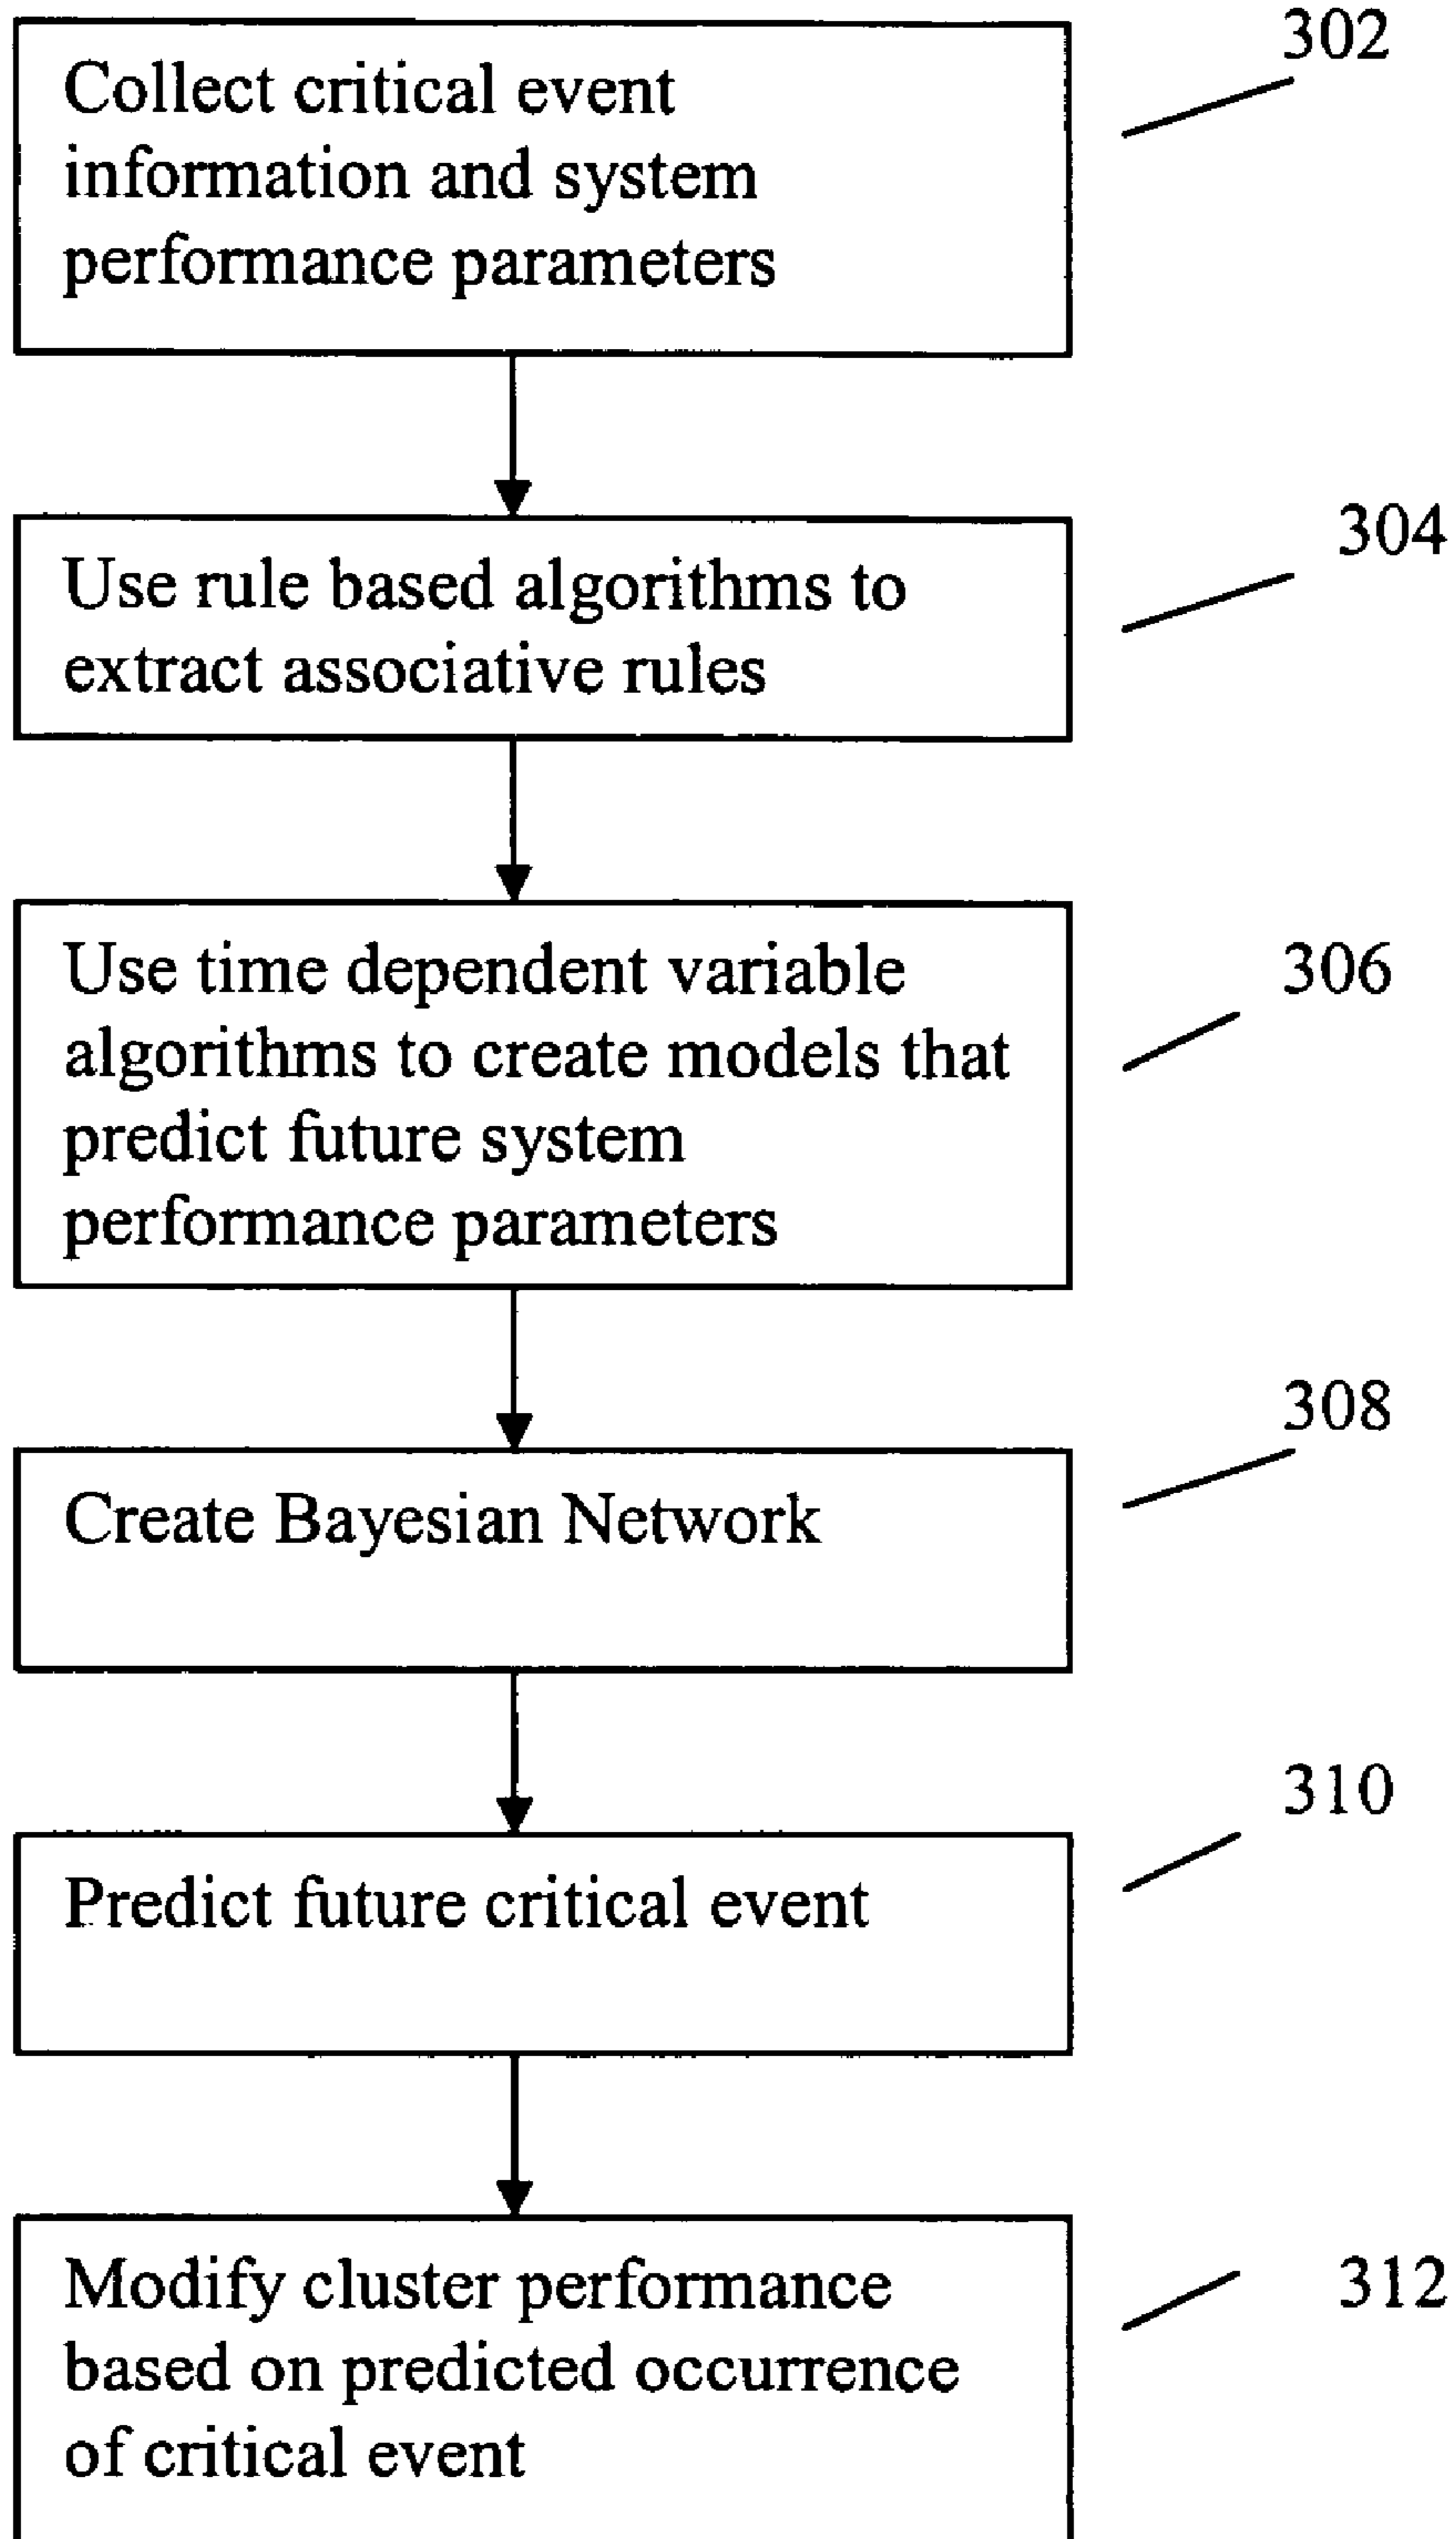 302
Collect critical event
information and system
performance parameters
304
Use rule based algorithms to
extract associative rules
306
Use time dependent variable
algorithms to create models that
predict future system
performance parameters
308
Create Bayesian Network
310
Predict future critical event
312
Modify cluster performance
based on predicted occurrence
of critical event